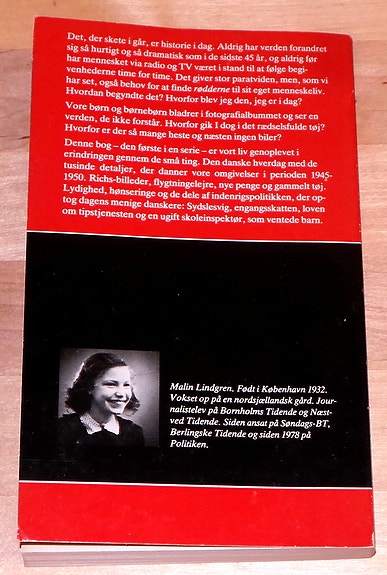 Det, der skete i går, er historie i dag. Aldrig har verden forandret
sig så hurtigt og så dramatisk som i de sidste 45 år, og aldrig før
har mennesket via radio og TV været i stand til at følge begi-
venhederne time for time. Det giver stor paratviden, men, som vi
har set, også behov for at finde rødderne til sit eget menneskeliv.
Hvordan begyndte det? Hvorfor blev jeg den, jeg er i dag?
Vore børn og børnebørn bladrer i fotografialbummet og ser en
verden, de ikke forstår. Hvorfor gik I dog i det rædselsfulde tøj?
Hvorfor er der så mange heste og næsten ingen biler?
Denne bog – den første i en serie – er vort liv genoplevet i
erindringen gennem de små ting. Den danske hverdag med de
tusinde detaljer, der danner vore omgivelser i perioden 1945-
1950. Richs-billeder, flygtningelejre, nye penge og gammelt tøj.
Lydighed, hønseringe og de dele af indenrigspolitikken, der op-
tog dagens menige danskere: Sydslesvig, engangsskatten, loven
om tipstjenesten og en ugift skoleinspektør, som ventede barn.
Malin Lindgren. Født i København 1932.
Vokset op på en nordsjællandsk gård. Jour-
nalistelev på Bornholms Tidende og Næst-
ved Tidende. Siden ansat på Søndags-BT,
Berlingske Tidende og siden 1978 på
Politiken.